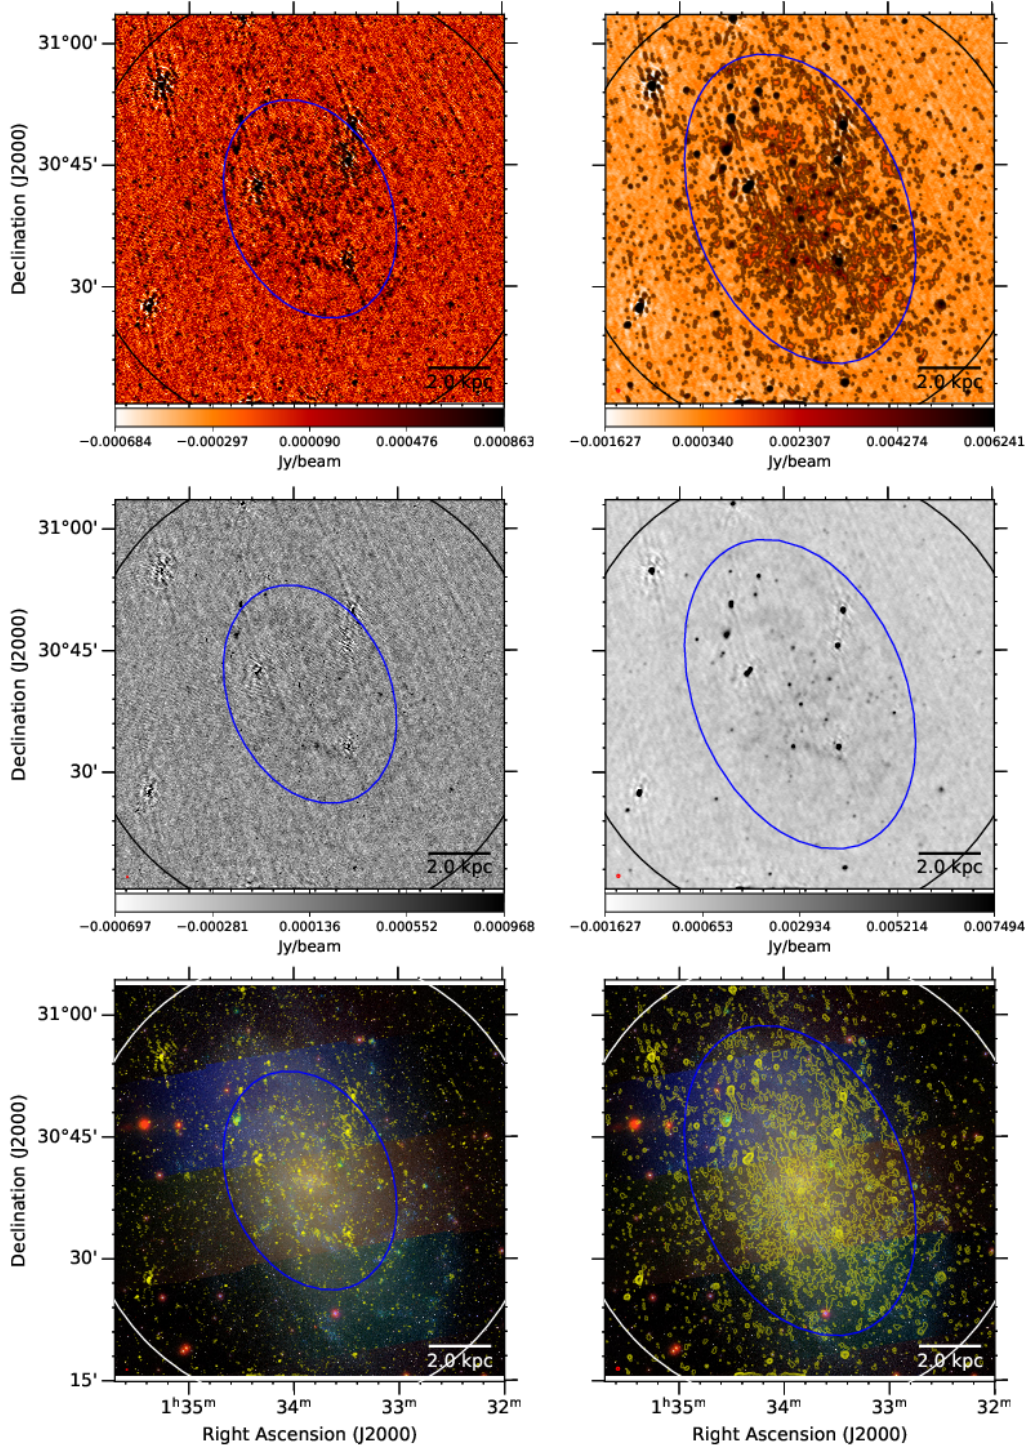 31°00'
30°45'
30'
Declination (J2000)
2.0 kpc
2.0 kpc
−0.000684 −0.000297 0.000090 0.000476 0.000863
Jy/beam
−0.001627 0.000340 0.002307 0.004274 0.006241
Jy/beam
31°00'
30°45'
30'
Declination (J2000)
2.0 kpc
2.0 kpc
−0.000697 −0.000281 0.000136 0.000552 0.000968
Jy/beam
−0.001627 0.000653 0.002934 0.005214 0.007494
Jy/beam
31°00'
30°45'
30'
15'
Declination (J2000)
2.0 kpc
2.0 kpc
1h35m 34m 33m 32m
Right Ascension (J2000)
1h35m 34m 33m 32m
Right Ascension (J2000)